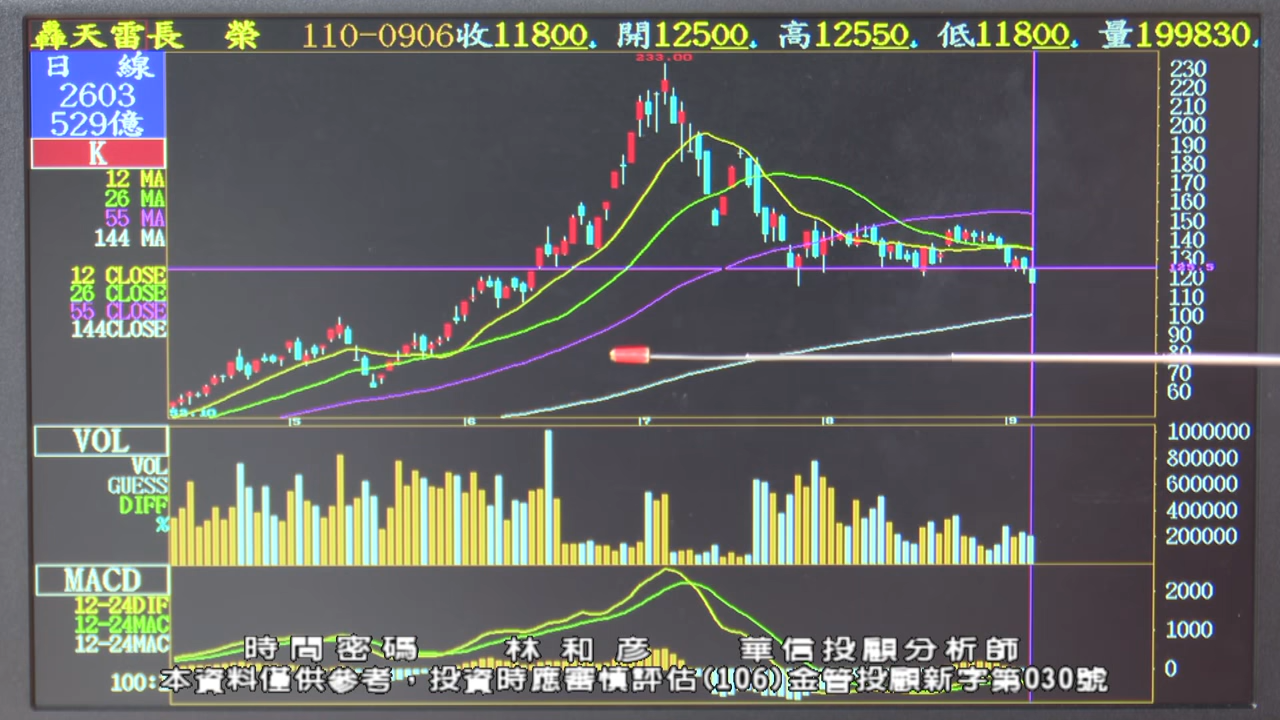 轟天雷長 榮 110-0906收11800. 開12500. 高12550. 低11800. 量199830.
日 線
2603
529億
K
12 MA
26 MA
55 MA
144 MA
12 CLOSE
26 CLOSE
55 CLOSE
144CLOSE
233.00
230
220
210
200
190
180
170
160
150
140
130
120
110
100
90
80
70
60
5 6 7 8 9
VOL
VOL
GUESS
DIFF
%
1000000
800000
600000
400000
200000
MACD
12-24DIF
12-24MAC
12-24MAC
100:
2000
1000
0
時間密碼 林和彥 華信投顧分析師
本資料僅供參考，投資時應審慎評估(106)金管投顧新字第030號